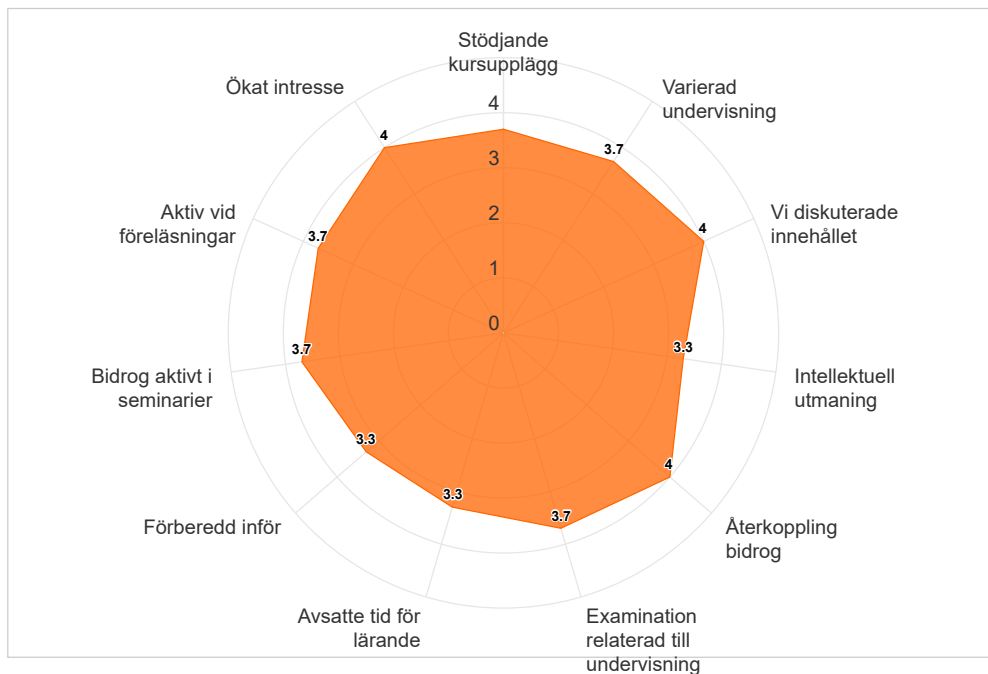 Stödjande
kursupplägg
Ökat intresse
Varierad
undervisning
4
4
3.7
3
Aktiv vid
föreläsningar
Vi diskuterade
innehållet
3.7
4
2
1
0
3.7
3.3
Bidrog aktivt i
seminarier
Intellektuell
utmaning
3.3
4
3.3
3.7
Förberedd inför
Återkoppling
bidrog
Avsatte tid för
lärande
Examination
relaterad till
undervisning